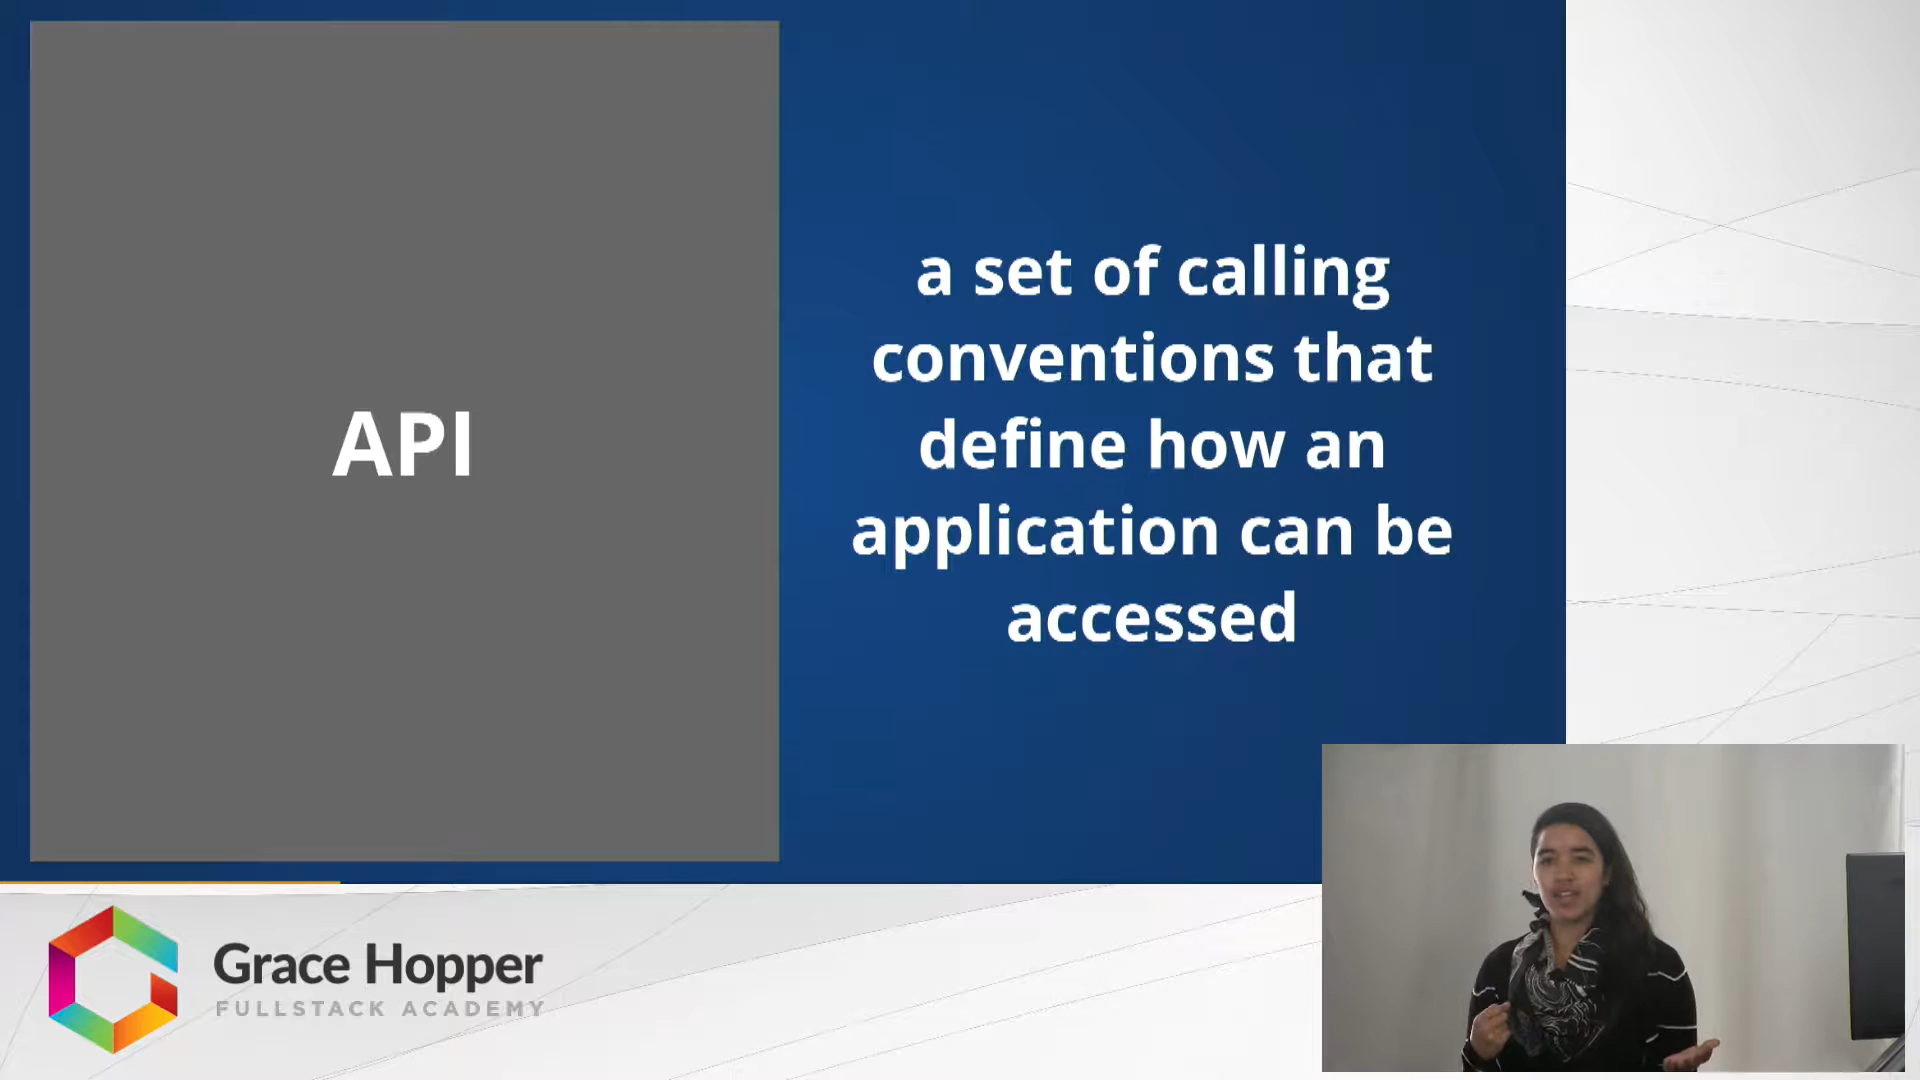 API
a set of calling
conventions that
define how an
application can be
accessed
Grace Hopper
FULLSTACK ACADEMY